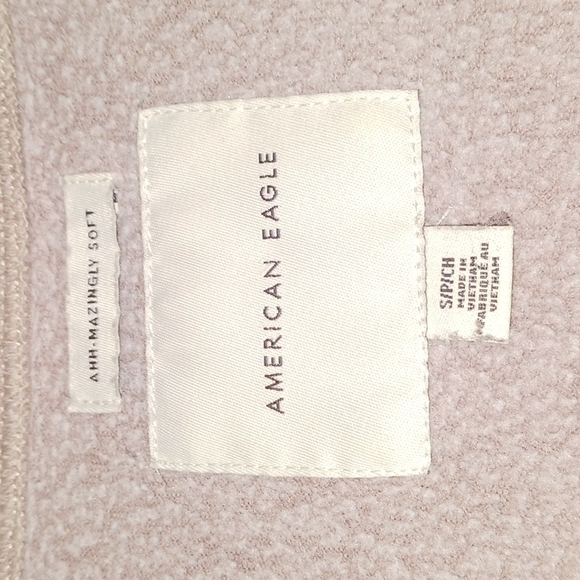 AHH-MAZINGLY SOFT
AMERICAN EAGLE
S/P/CH
MADE IN
VIETNAM
FABRIQUÉ AU
VIETNAM